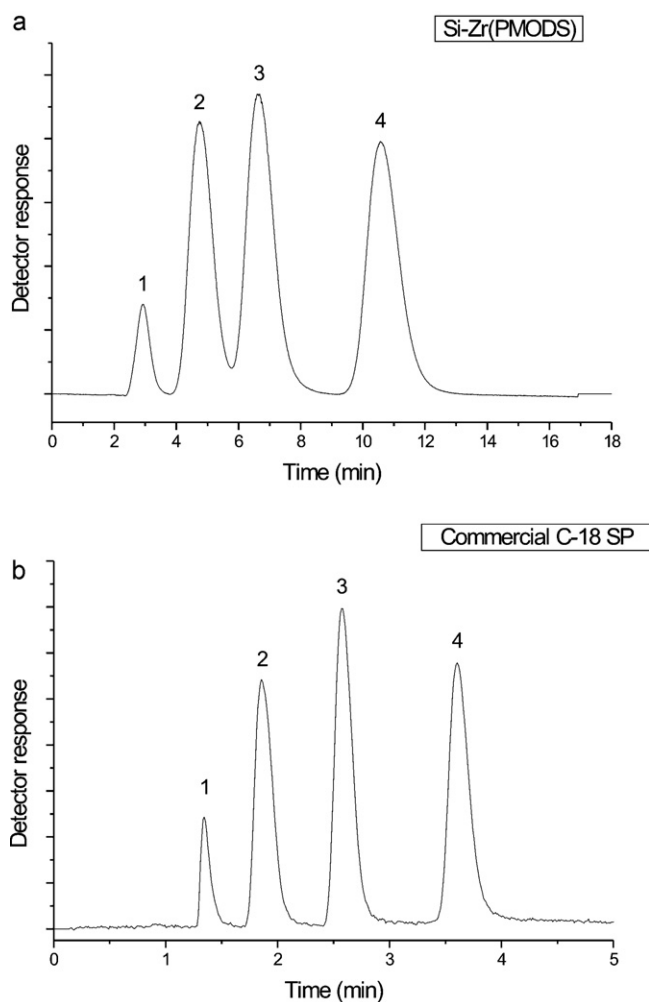 a
Si-Zr(PMODS)
3
2
4
1
Detector response
0 2 4 6 8 10 12 14 16 18
Time (min)
b
Commercial C-18 SP
3
2
4
1
Detector response
0 1 2 3 4 5
Time (min)